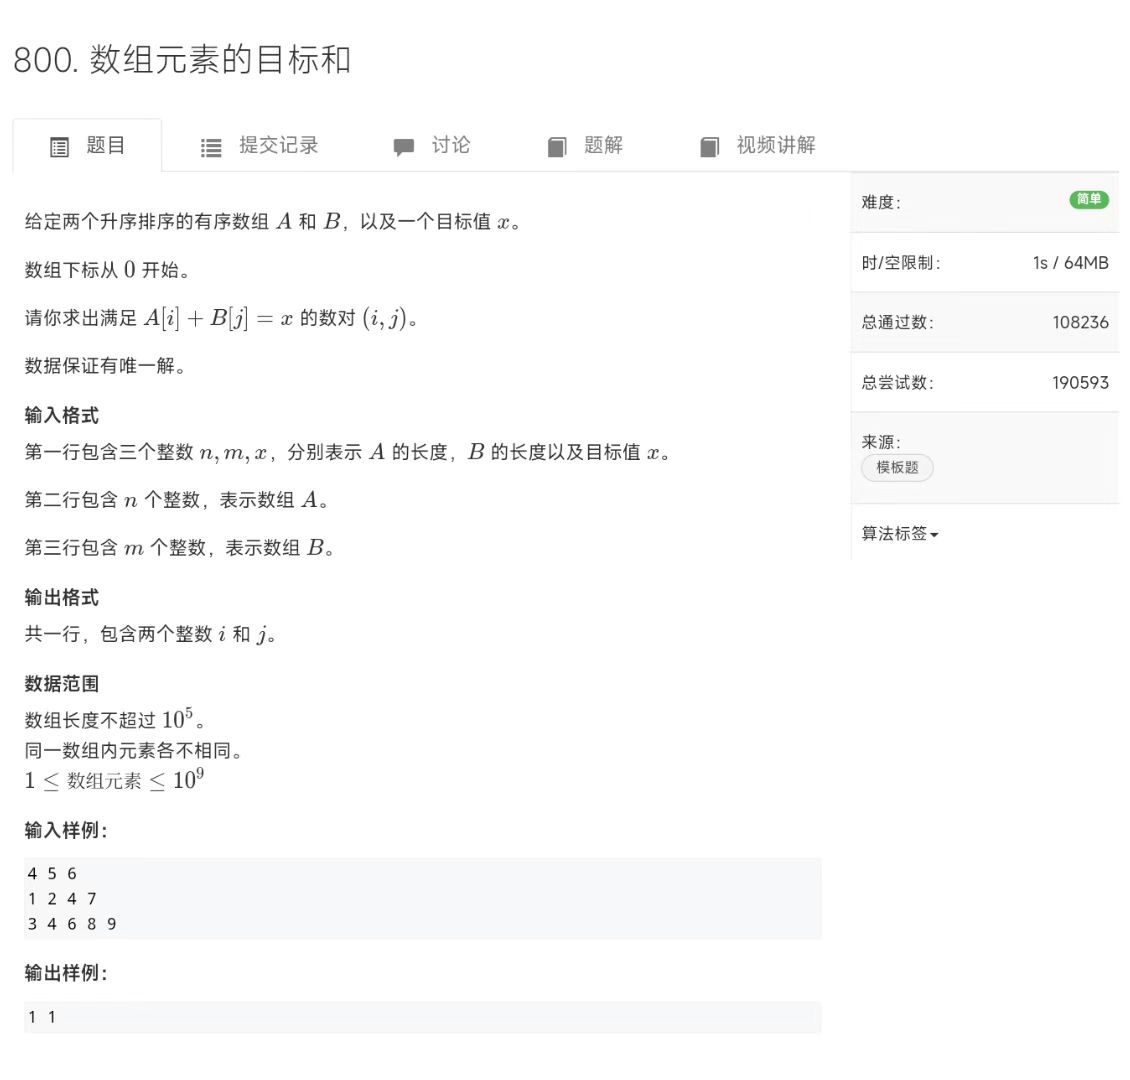 800. 数组元素的目标和
题目 提交记录 讨论 题解 视频讲解
给定两个升序排序的有序数组 A 和 B，以及一个目标值 x。
数组下标从 0 开始。
请你求出满足 A[i] + B[j] = x 的数对 (i, j)。
数据保证有唯一解。
输入格式
第一行包含三个整数 n, m, x，分别表示 A 的长度，B 的长度以及目标值 x。
第二行包含 n 个整数，表示数组 A。
第三行包含 m 个整数，表示数组 B。
输出格式
共一行，包含两个整数 i 和 j。
数据范围
数组长度不超过 10⁵。
同一数组内元素各不相同。
1 ≤ 数组元素 ≤ 10⁹
输入样例：
4 5 6
1 2 4 7
3 4 6 8 9
输出样例：
1 1
难度： 简单
时/空限制： 1s / 64MB
总通过数： 108236
总尝试数： 190593
来源：
模板题
算法标签